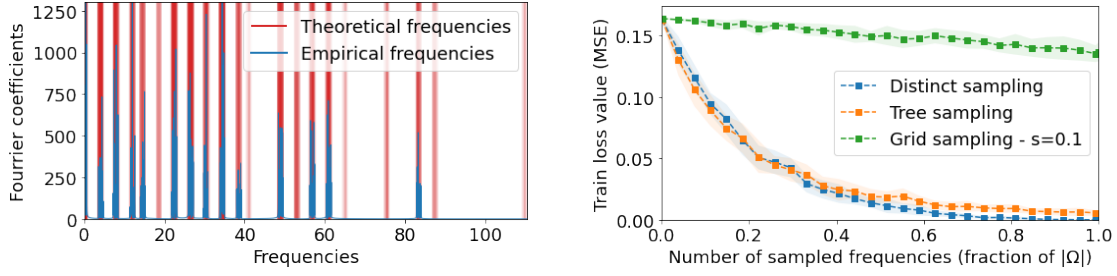 1250
1000
750
500
250
0
Fourrier coefficients
Theoretical frequencies
Empirical frequencies
0 20 40 60 80 100
Frequencies
0.15
0.10
0.05
0.00
Train loss value (MSE)
Distinct sampling
Tree sampling
Grid sampling - s=0.1
0.0 0.2 0.4 0.6 0.8 1.0
Number of sampled frequencies (fraction of |Ω|)